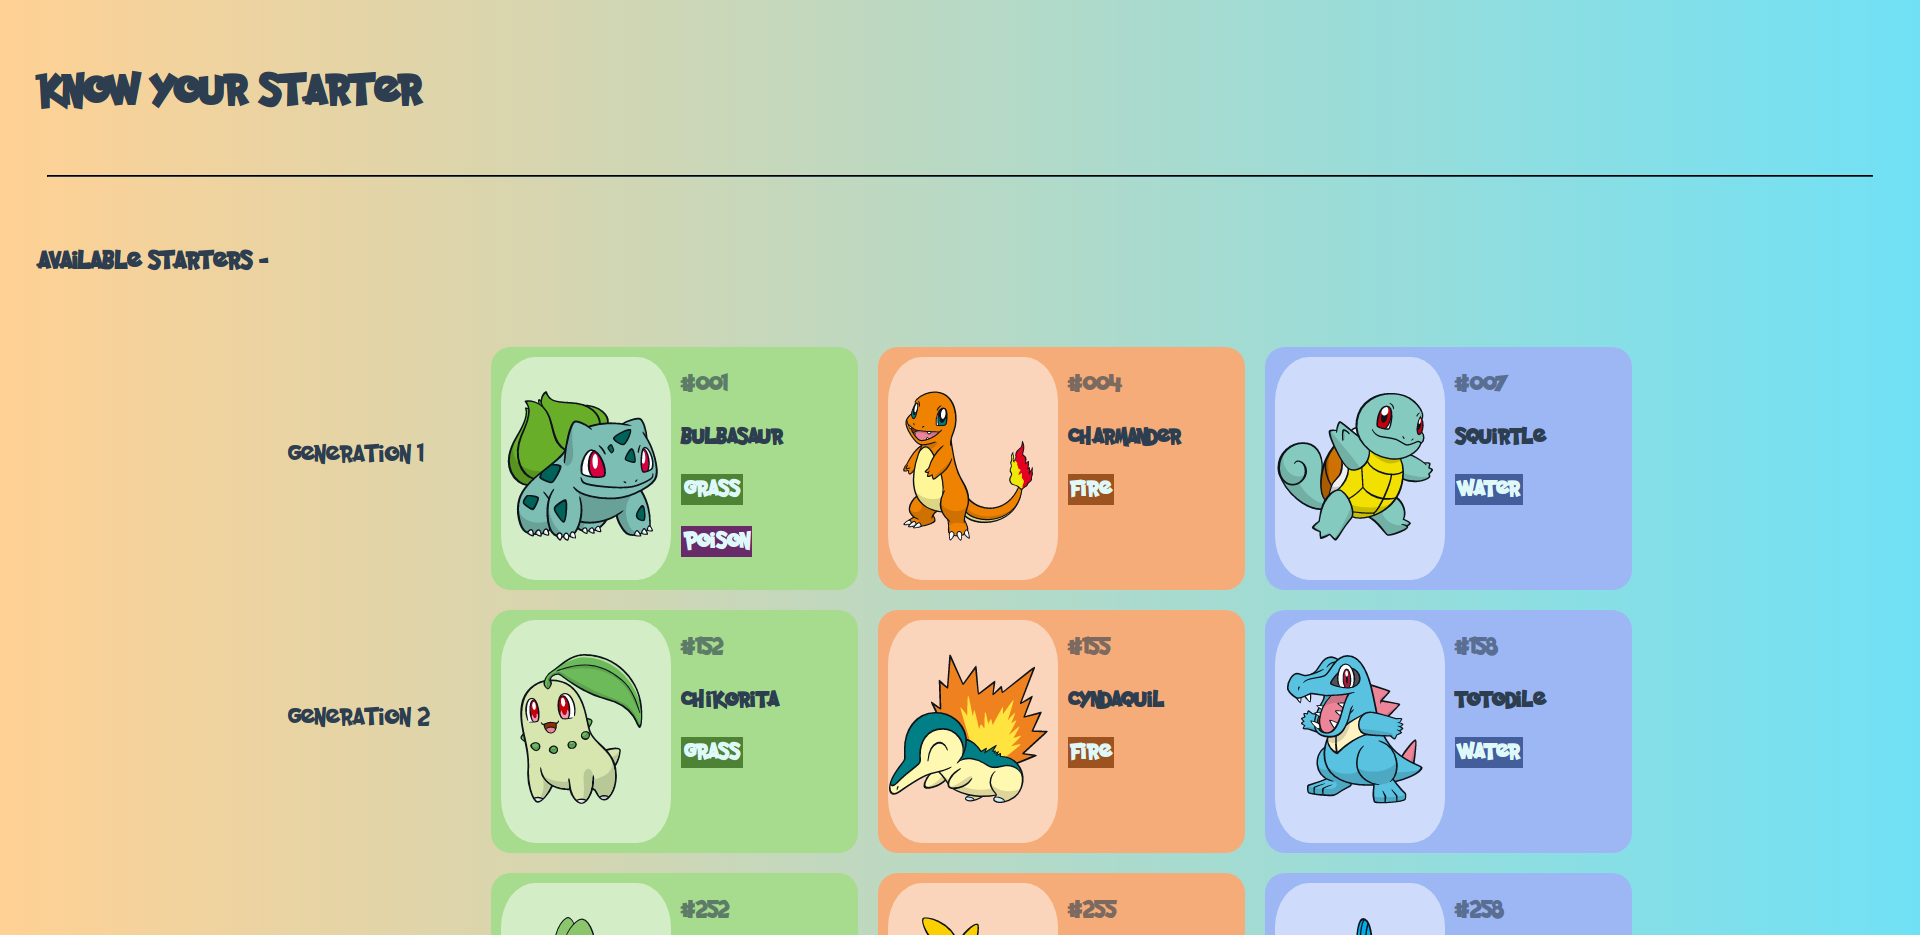 Know Your Starter
Available Starters -
Generation 1
#001
Bulbasaur
Grass
Poison
#004
Charmander
Fire
#007
Squirtle
Water
Generation 2
#152
Chikorita
Grass
#155
Cyndaquil
Fire
#158
Totodile
Water
#252
#255
#258